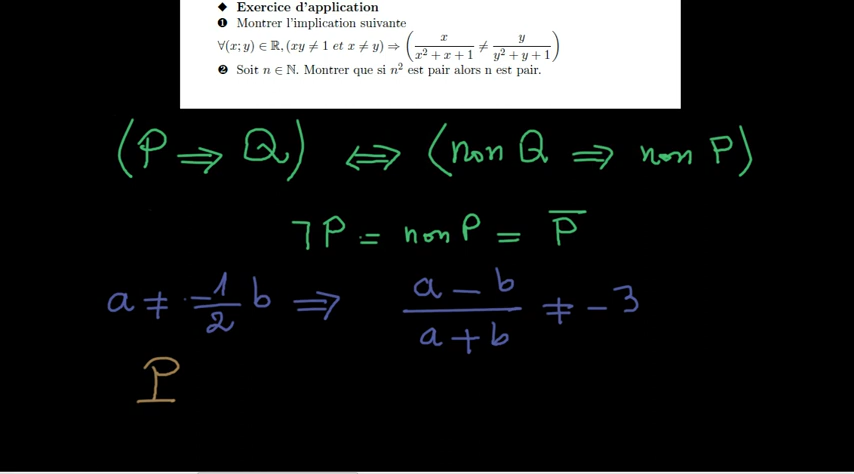 ◆ Exercice d'application
❶ Montrer l'implication suivante
∀(x; y) ∈ ℝ, (xy ≠ 1 et x ≠ y) ⇒ (x/(x² + x + 1) ≠ y/(y² + y + 1))
❷ Soit n ∈ ℕ. Montrer que si n² est pair alors n est pair.
(P ⇒ Q) ⇔ (non Q ⇒ non P)
¬P = non P = P̅
a ≠ -1/2 b ⇒ (a - b)/(a + b) ≠ -3
P